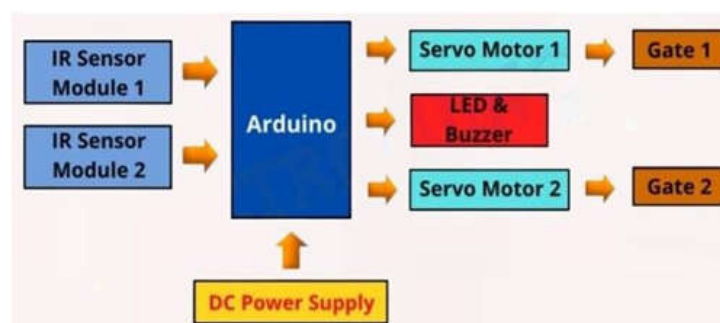 IR Sensor
Module 1
IR Sensor
Module 2
Arduino
Servo Motor 1
Gate 1
LED &
Buzzer
Servo Motor 2
Gate 2
DC Power Supply